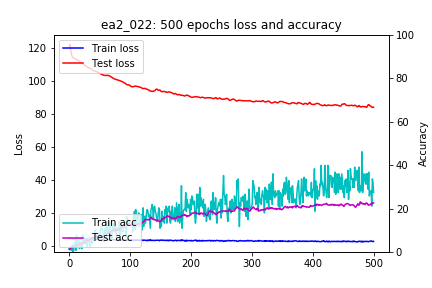 ea2_022: 500 epochs loss and accuracy
Train loss
Test loss
Train acc
Test acc
Loss
120
100
80
60
40
20
0
Accuracy
100
80
60
40
20
0
0 100 200 300 400 500